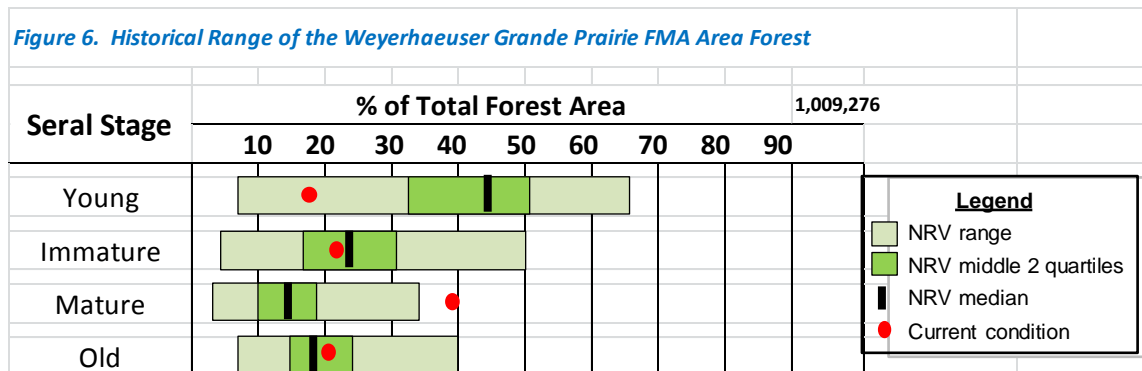 Figure 6. Historical Range of the Weyerhaeuser Grande Prairie FMA Area Forest
Seral Stage
% of Total Forest Area
1,009,276
10 20 30 40 50 60 70 80 90
Young
Immature
Mature
Old
Legend
NRV range
NRV middle 2 quartiles
NRV median
Current condition